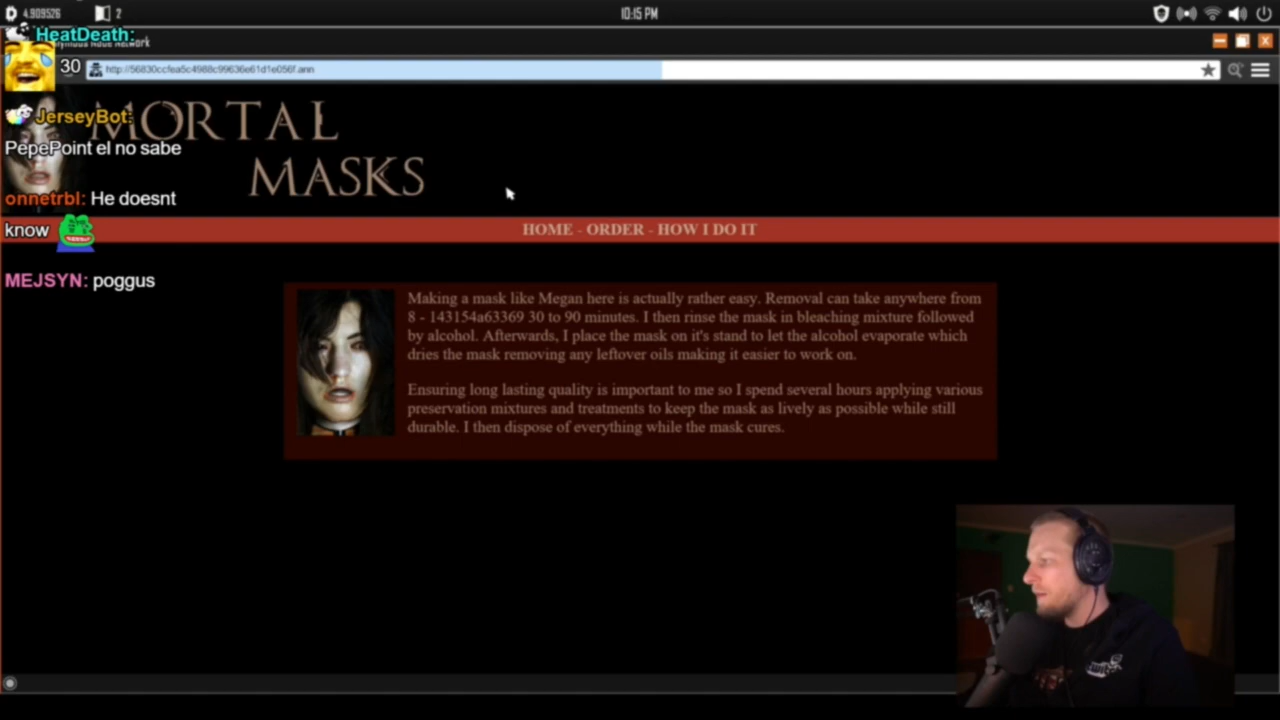 4.909526
2
10:15 PM
HeatDeath:
30
http://56830ccfea5c4988c99636e61d1e056f.ann
MORTAL
MASKS
JerseyBot:
PepePoint el no sabe
onnetrbl: He doesnt
know
MEJSYN: poggus
HOME - ORDER - HOW I DO IT
Making a mask like Megan here is actually rather easy. Removal can take anywhere from
8 - 143154a63369 30 to 90 minutes. I then rinse the mask in bleaching mixture followed
by alcohol. Afterwards, I place the mask on it's stand to let the alcohol evaporate which
dries the mask removing any leftover oils making it easier to work on.
Ensuring long lasting quality is important to me so I spend several hours applying various
preservation mixtures and treatments to keep the mask as lively as possible while still
durable. I then dispose of everything while the mask cures.